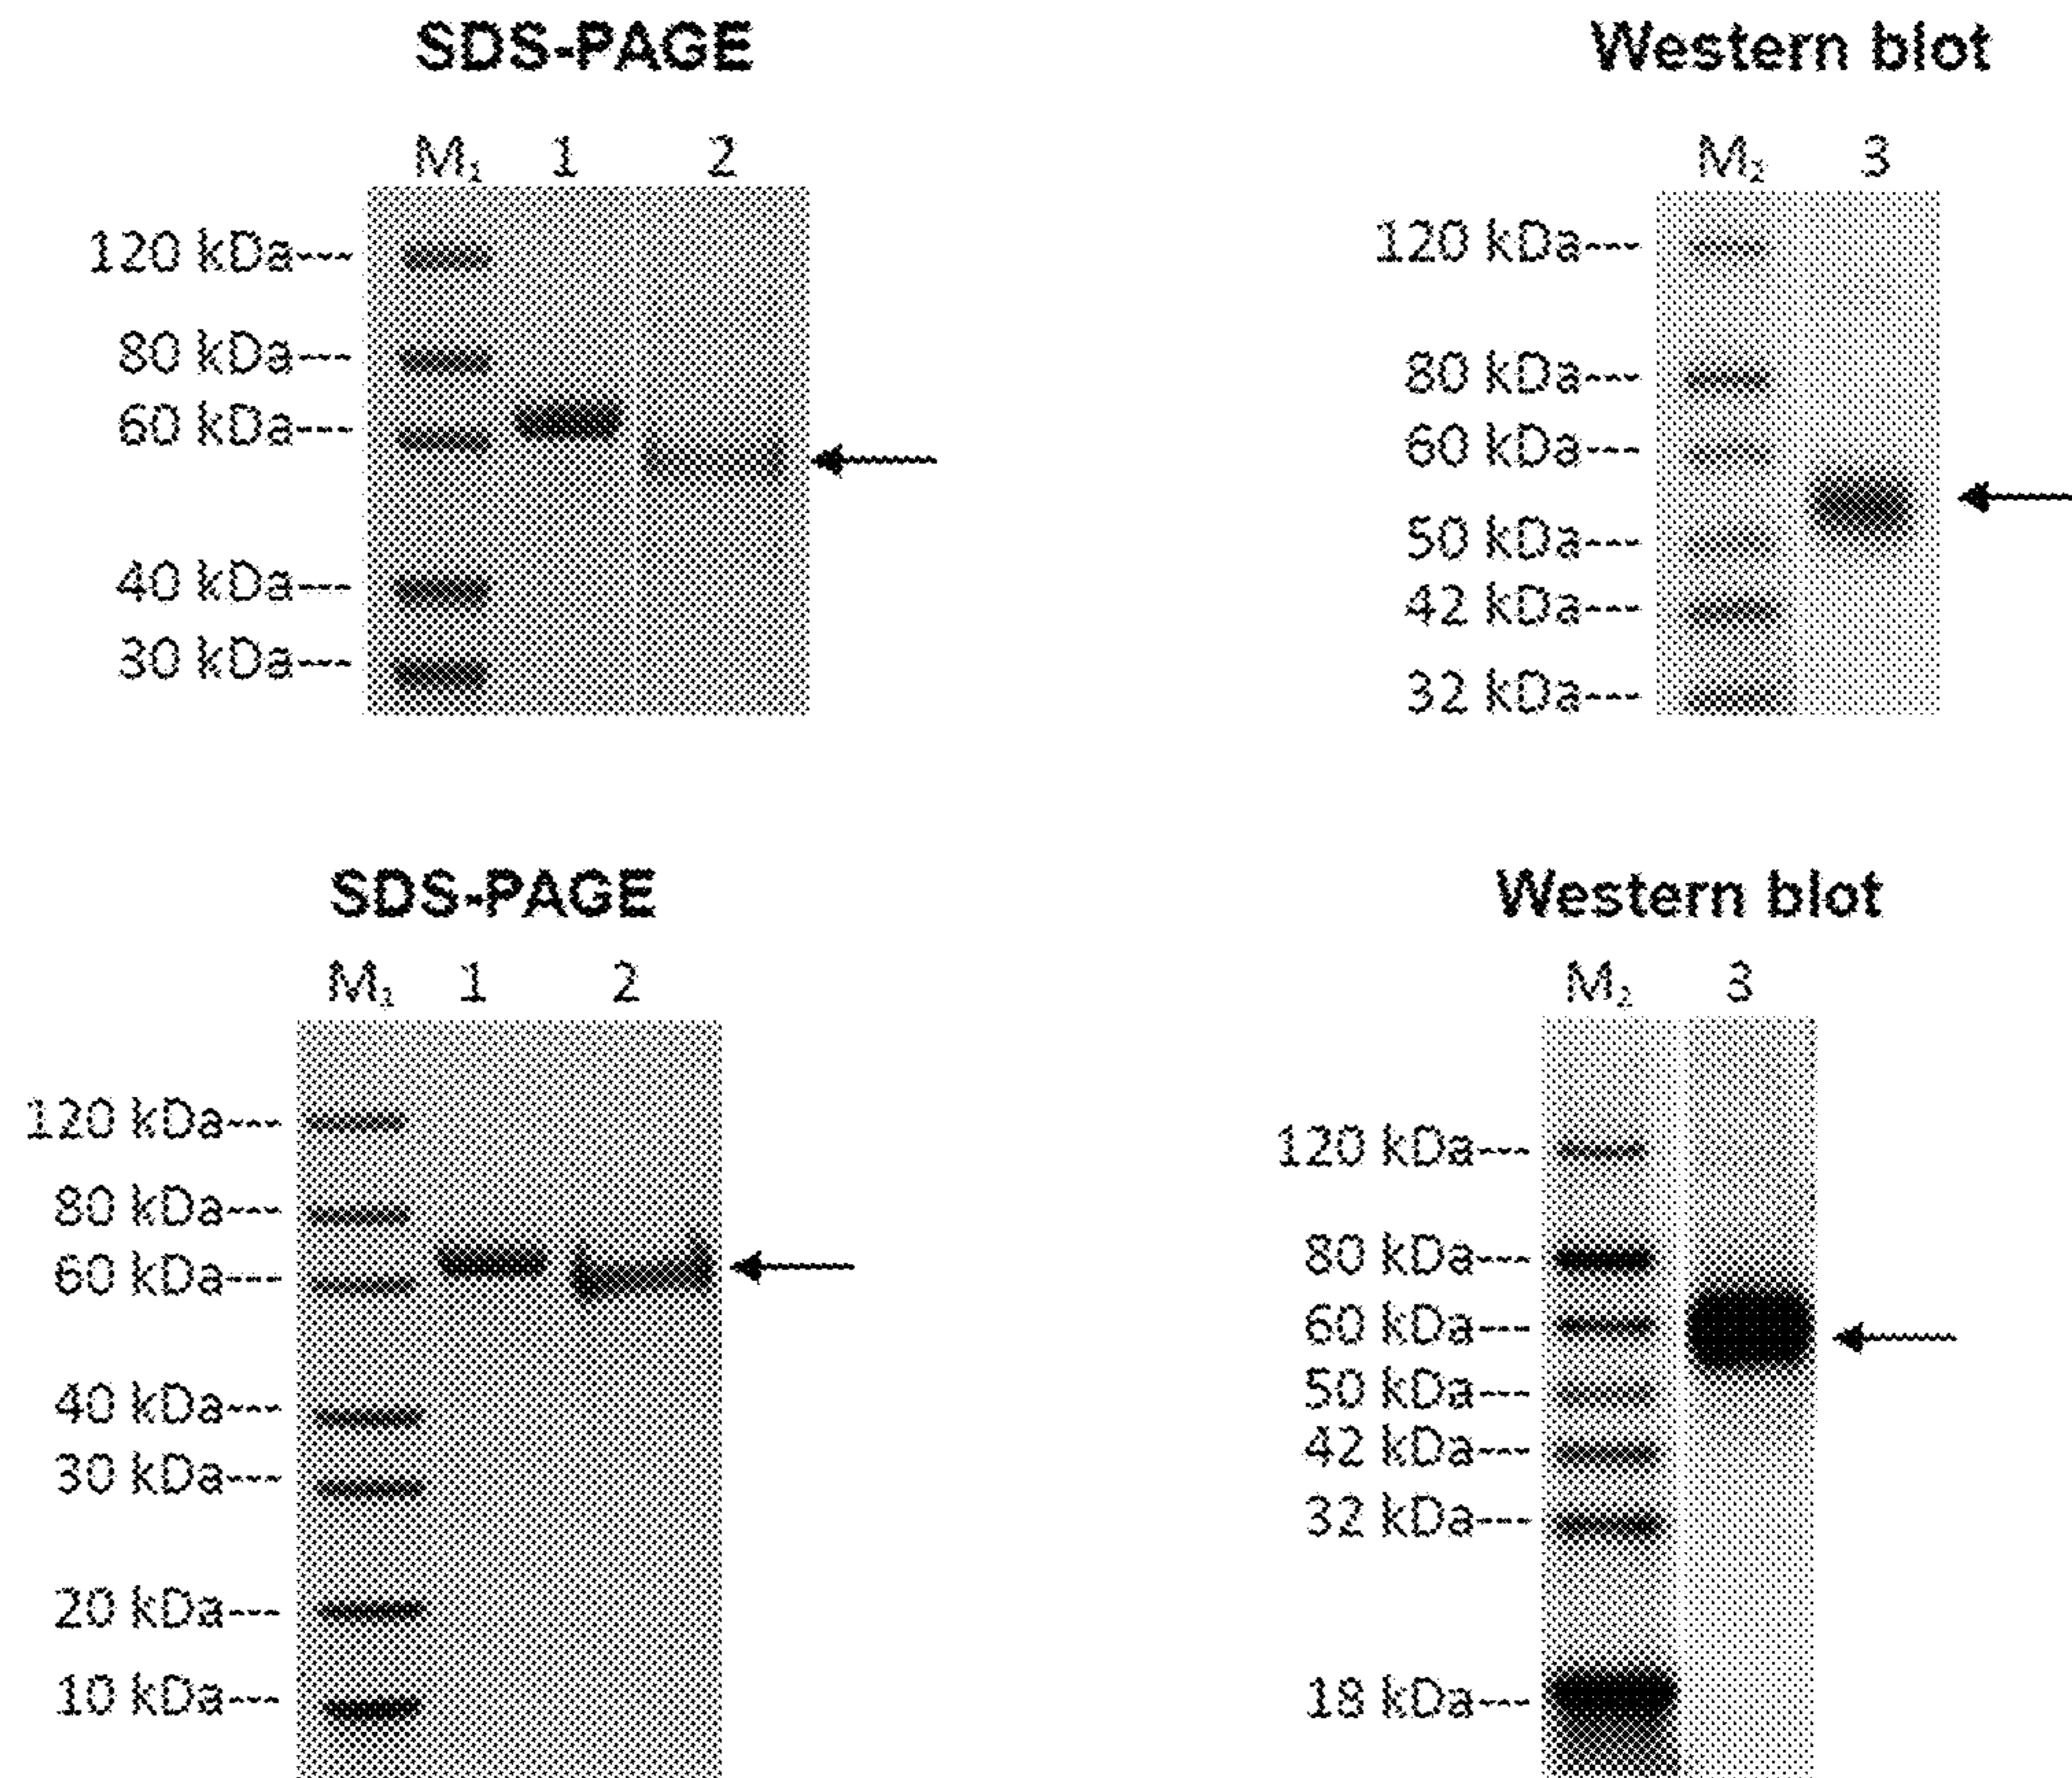 SDS-PAGE
M₁ 1 2
120 kDa---
80 kDa---
60 kDa---
40 kDa---
30 kDa---
Western blot
M₂ 3
120 kDa---
80 kDa---
60 kDa---
50 kDa---
42 kDa---
32 kDa---
SDS-PAGE
M₁ 1 2
120 kDa---
80 kDa---
60 kDa---
40 kDa---
30 kDa---
20 kDa---
10 kDa---
Western blot
M₂ 3
120 kDa---
80 kDa---
60 kDa---
50 kDa---
42 kDa---
32 kDa---
18 kDa---